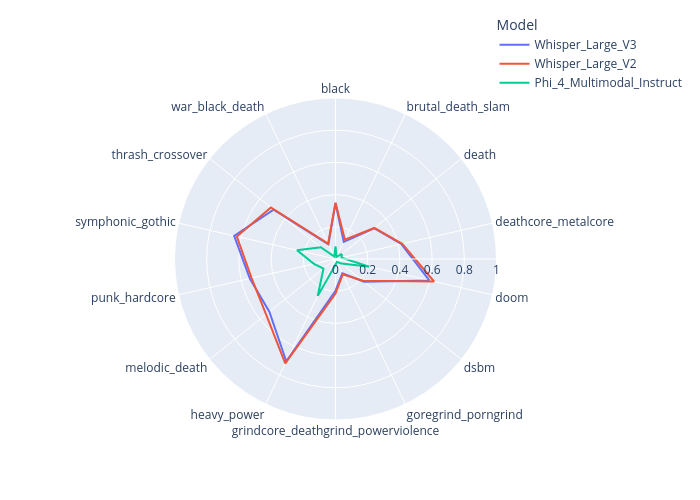 Model
Whisper_Large_V3
Whisper_Large_V2
Phi_4_Multimodal_Instruct
black
war_black_death
brutal_death_slam
thrash_crossover
death
symphonic_gothic
deathcore_metalcore
0 0.2 0.4 0.6 0.8 1
punk_hardcore
doom
melodic_death
dsbm
heavy_power
goregrind_porngrind
grindcore_deathgrind_powerviolence